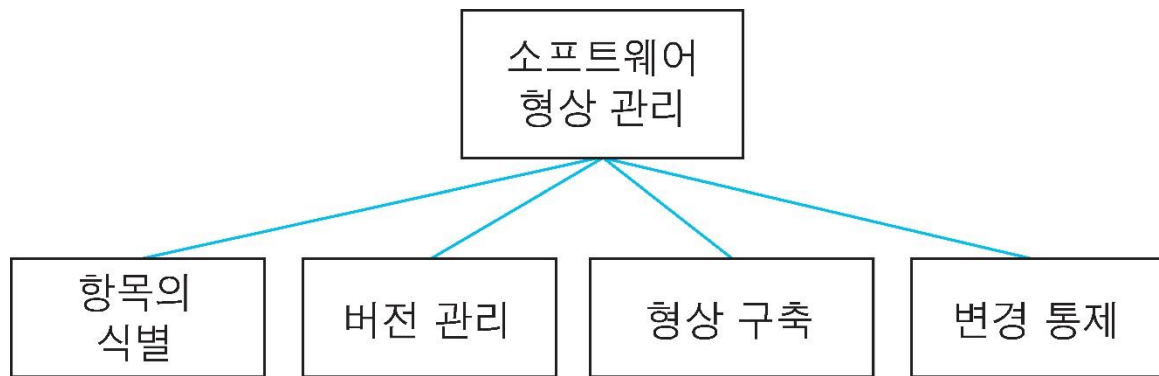 소프트웨어
형상 관리
항목의
식별
버전 관리
형상 구축
변경 통제